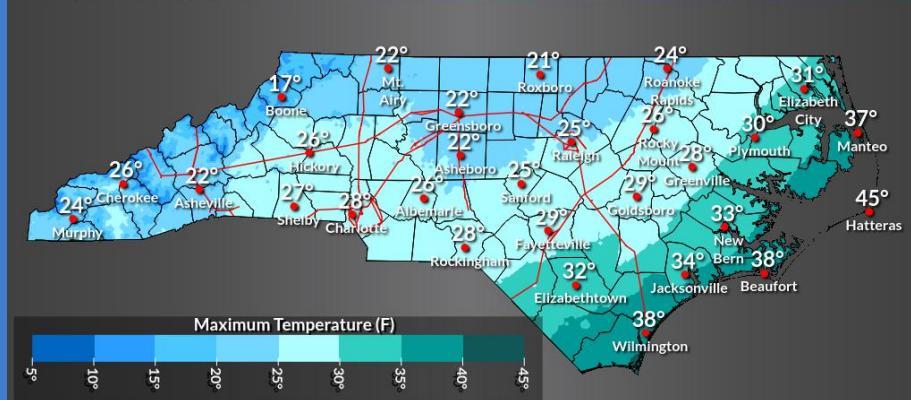 22°
Mt.
Airy
21°
Roxboro
24°
Roanoke
Rapids
31°
Elizabeth
City
17°
Boone
22°
Greensboro
37°
Manteo
26°
Hickory
22°
Asheboro
25°
Raleigh
26°
Rocky
Mount
30°
Plymouth
26°
Cherokee
22°
Asheville
28°
Greenville
24°
Murphy
27°
Shelby
28°
Charlotte
26°
Albemarle
25°
Sanford
29°
Goldsboro
45°
Hatteras
28°
Rockingham
29°
Fayetteville
33°
New
Bern
32°
Elizabethtown
34°
Jacksonville
38°
Beaufort
38°
Wilmington
Maximum Temperature (F)
5° 10° 15° 20° 25° 30° 35° 40° 45°